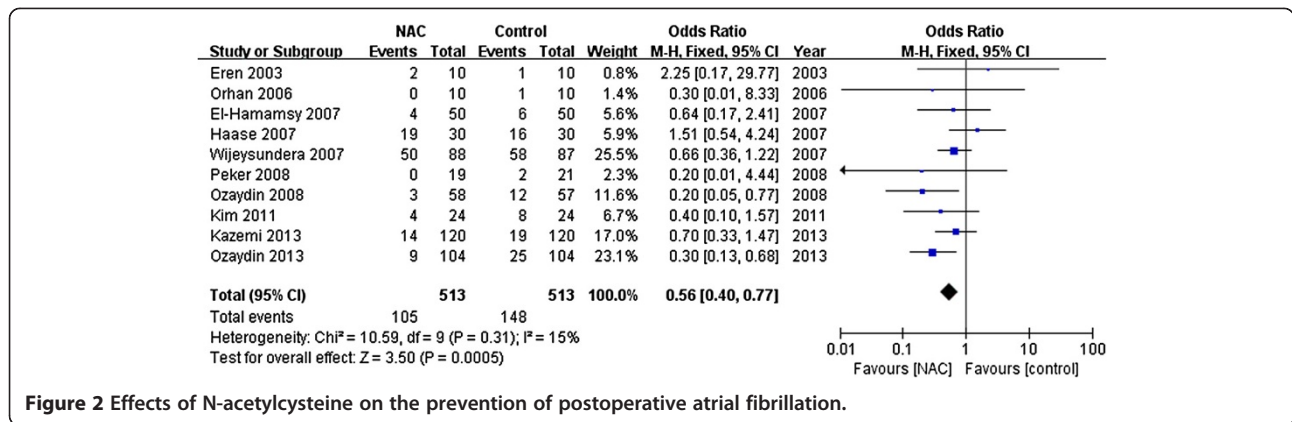 NAC Control Odds Ratio Odds Ratio
Study or Subgroup Events Total Events Total Weight M-H, Fixed, 95% CI Year M-H, Fixed, 95% CI
Eren 2003 2 10 1 10 0.8% 2.25 [0.17, 29.77] 2003
Orhan 2006 0 10 1 10 1.4% 0.30 [0.01, 8.33] 2006
El-Hamamsy 2007 4 50 6 50 5.6% 0.64 [0.17, 2.41] 2007
Haase 2007 19 30 16 30 5.9% 1.51 [0.54, 4.24] 2007
Wijeysundera 2007 50 88 58 87 25.5% 0.66 [0.36, 1.22] 2007
Peker 2008 0 19 2 21 2.3% 0.20 [0.01, 4.44] 2008
Ozaydin 2008 3 58 12 57 11.6% 0.20 [0.05, 0.77] 2008
Kim 2011 4 24 8 24 6.7% 0.40 [0.10, 1.57] 2011
Kazemi 2013 14 120 19 120 17.0% 0.70 [0.33, 1.47] 2013
Ozaydin 2013 9 104 25 104 23.1% 0.30 [0.13, 0.68] 2013
Total (95% CI) 513 513 100.0% 0.56 [0.40, 0.77]
Total events 105 148
Heterogeneity: Chi² = 10.59, df = 9 (P = 0.31); I² = 15%
Test for overall effect: Z = 3.50 (P = 0.0005)
0.01 0.1 1 10 100
Favours [NAC] Favours [control]
Figure 2 Effects of N-acetylcysteine on the prevention of postoperative atrial fibrillation.